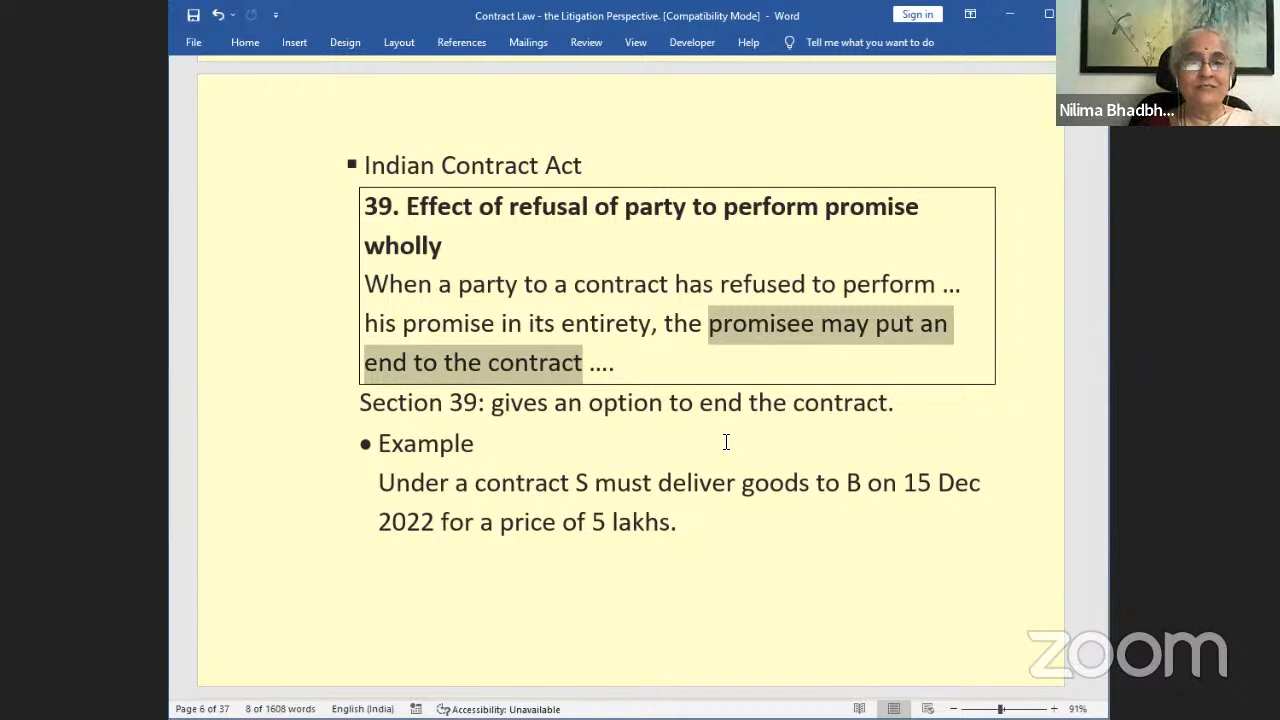 Contract Law - the Litigation Perspective. [Compatibility Mode] - Word
Sign in
File Home Insert Design Layout References Mailings Review View Developer Help Tell me what you want to do
Nilima Bhadbh...
▪ Indian Contract Act
39. Effect of refusal of party to perform promise
wholly
When a party to a contract has refused to perform ...
his promise in its entirety, the promisee may put an
end to the contract ....
Section 39: gives an option to end the contract.
• Example
Under a contract S must deliver goods to B on 15 Dec
2022 for a price of 5 lakhs.
zoom
Page 6 of 37 8 of 1608 words English (India) Accessibility: Unavailable 91%